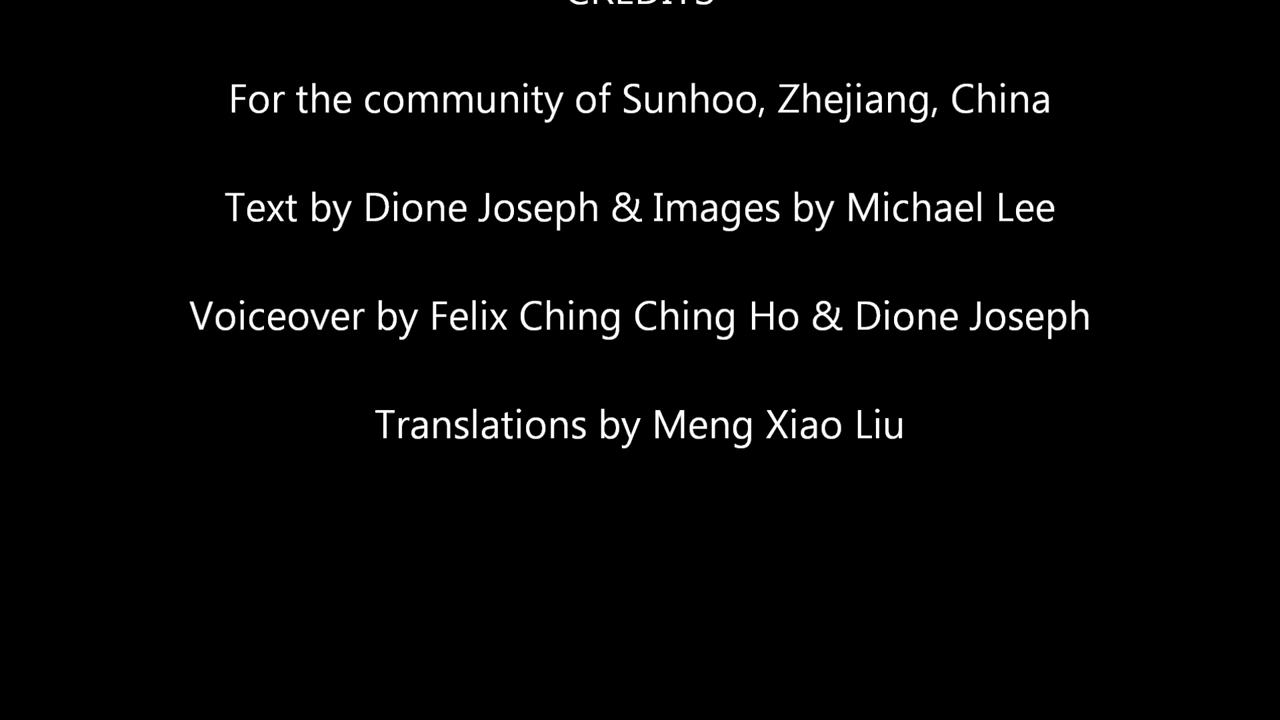 CREDITS
For the community of Sunhoo, Zhejiang, China
Text by Dione Joseph & Images by Michael Lee
Voiceover by Felix Ching Ching Ho & Dione Joseph
Translations by Meng Xiao Liu